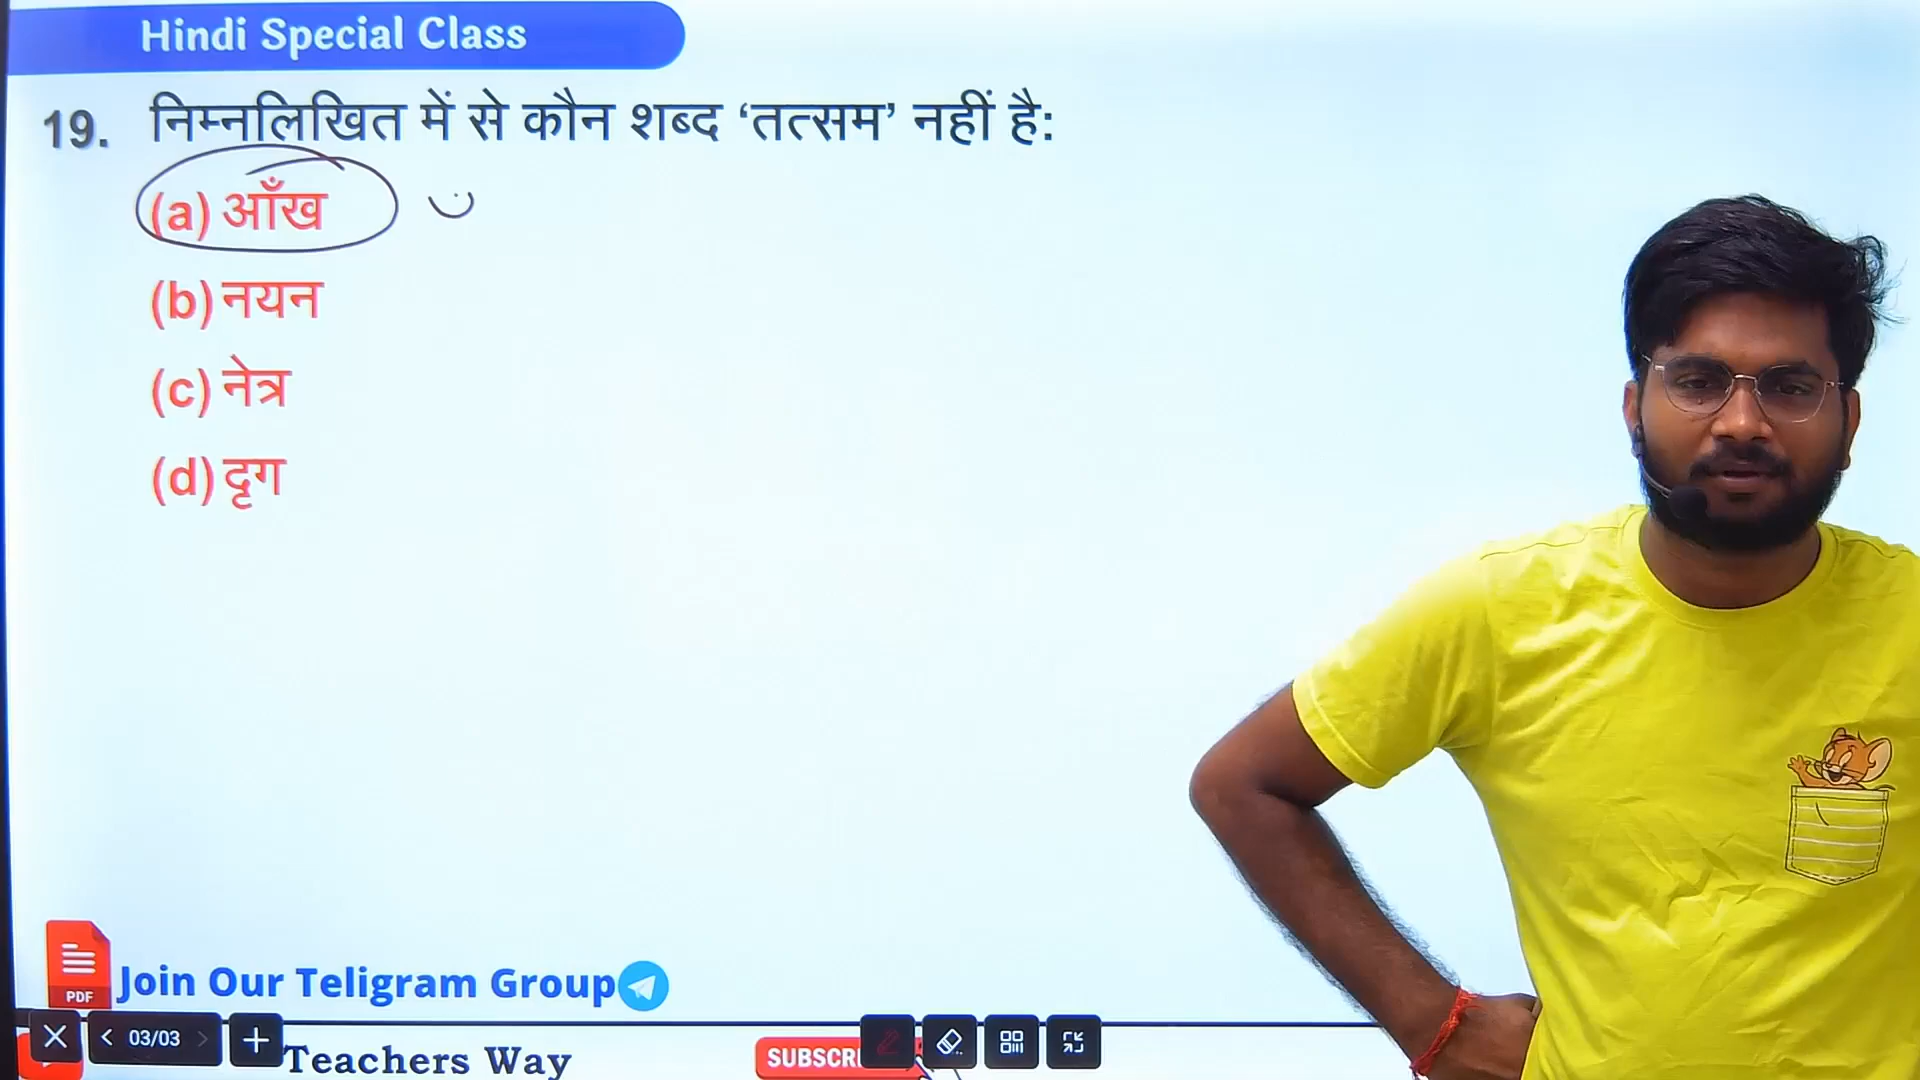 Hindi Special Class
19. निम्नलिखित में से कौन शब्द ‘तत्सम’ नहीं है:
(a) आँख
(b) नयन
(c) नेत्र
(d) दृग
PDF
Join Our Teligram Group
03/03
Teachers Way
SUBSCRI